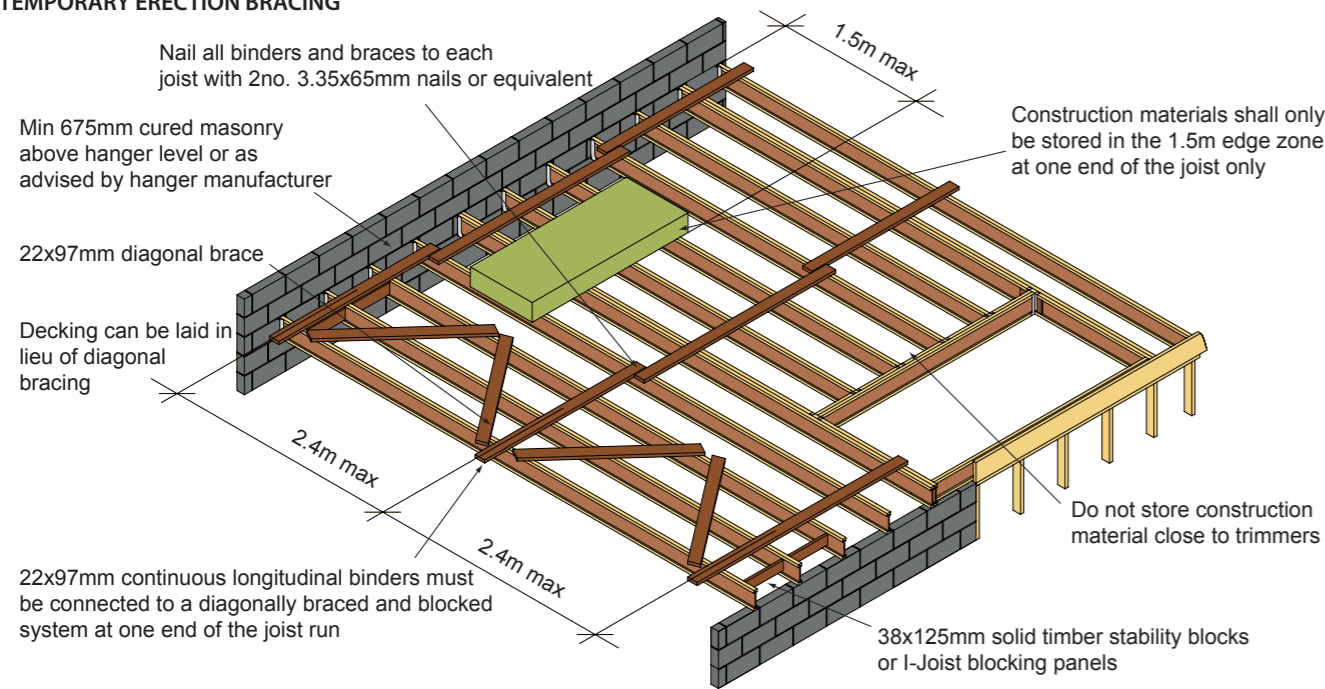 TEMPORARY ERECTION BRACING
Nail all binders and braces to each
joist with 2no. 3.35x65mm nails or equivalent
1.5m max
Min 675mm cured masonry
above hanger level or as
advised by hanger manufacturer
Construction materials shall only
be stored in the 1.5m edge zone
at one end of the joist only
22x97mm diagonal brace
Decking can be laid in
lieu of diagonal
bracing
2.4m max
2.4m max
Do not store construction
material close to trimmers
22x97mm continuous longitudinal binders must
be connected to a diagonally braced and blocked
system at one end of the joist run
38x125mm solid timber stability blocks
or I-Joist blocking panels